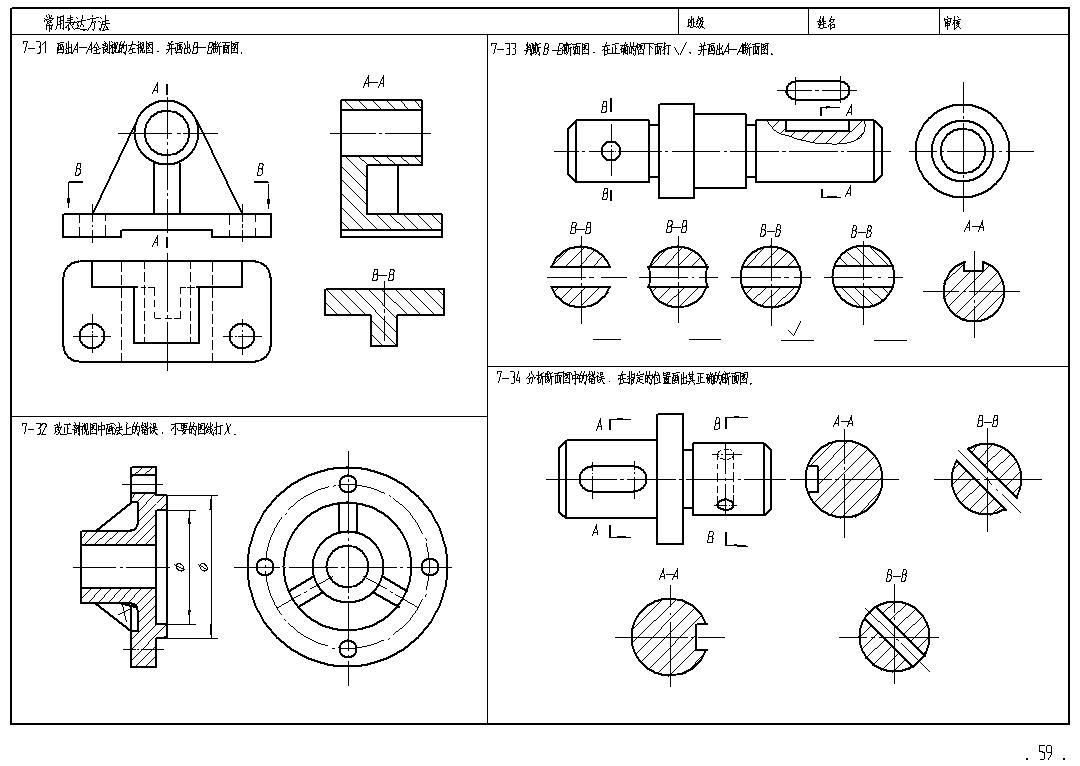 常用表达方法 班级 姓名 审核
7-31 画出A-A全剖视的左视图，并画出B-B断面图。
A A-A
B B
A
B-B
7-32 改正剖视图中画法上的错误，不要的图线打X。
Ø Ø
7-33 判断B-B断面图，在正确的图下面打√，并画出A-A断面图。
B A
B A
B-B B-B B-B B-B A-A
√
7-34 分析断面图中的错误，在指定的位置画出其正确的断面图。
A B A-A B-B
A B
A-A B-B
. 59 .